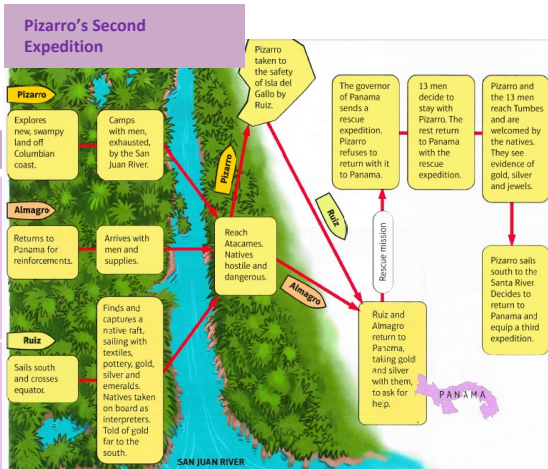 Pizarro's Second
Expedition
Pizarro
Explores
new, swampy
land off
Columbian
coast.
Camps
with men,
exhausted,
by the San
Juan River.
Almagro
Returns to
Panama for
reinforcements.
Arrives with
men and
supplies.
Ruiz
Sails south
and crosses
equator.
Finds and
captures a
native raft,
sailing with
textiles,
pottery, gold,
silver and
emeralds.
Natives taken
on board as
interpreters.
Told of gold
far to the
south.
SAN JUAN RIVER
Reach
Atacames.
Natives
hostile and
dangerous.
Pizarro
Pizarro
taken to
the safety
of Isla del
Gallo by
Ruiz.
Ruiz
Almagro
Ruiz and
Almagro
return to
Panama,
taking gold
and silver
with them,
to ask for
help.
PANAMA
Rescue mission
The governor
of Panama
sends a
rescue
expedition.
Pizarro
refuses to
return with it
to Panama.
13 men
decide to
stay with
Pizarro. The
rest return
to Panama
with the
rescue
expedition.
Pizarro and
the 13 men
reach Tumbes
and are
welcomed by
the natives.
They see
evidence of
gold, silver
and jewels.
Pizarro sails
south to the
Santa River.
Decides to
return to
Panama and
equip a third
expedition.